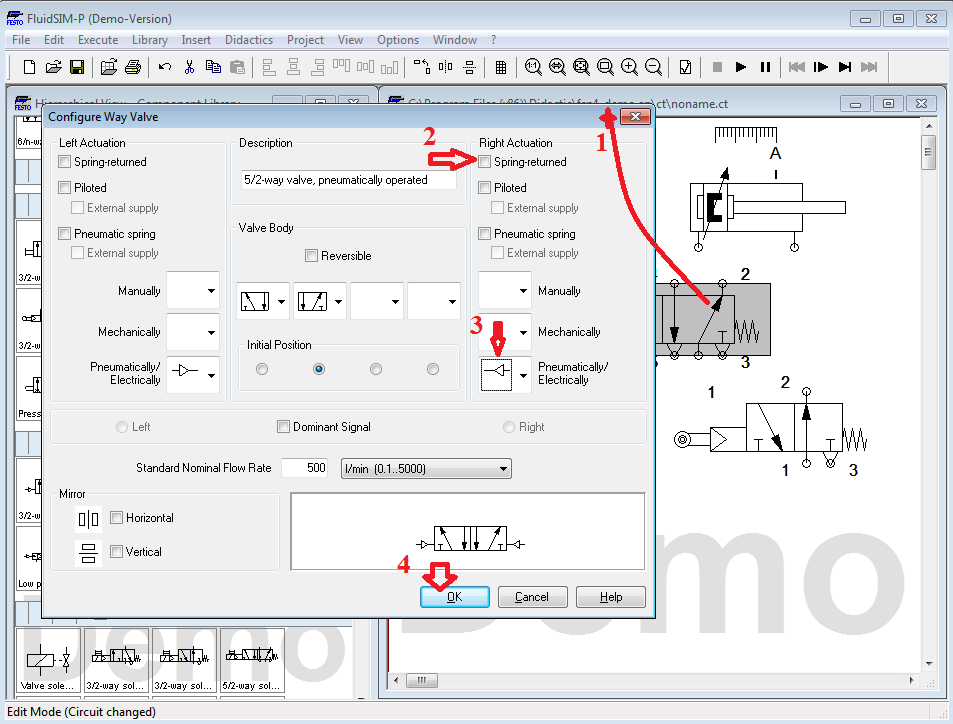 FluidSIM-P (Demo-Version)
File Edit Execute Library Insert Didactics Project View Options Window ?
FESTO
Hierarchical View - Component Library
C:\Program Files (x86)\Didactic\fsp4_demo_en\ct\noname.ct
Configure Way Valve
Left Actuation
Spring-returned
Piloted
External supply
Pneumatic spring
External supply
Manually
Mechanically
Pneumatically/
Electrically
Description
5/2-way valve, pneumatically operated
Valve Body
Reversible
Initial Position
Right Actuation
Spring-returned
Piloted
External supply
Pneumatic spring
External supply
Manually
Mechanically
Pneumatically/
Electrically
Left
Dominant Signal
Right
Standard Nominal Flow Rate 500 l/min (0.1..5000)
Mirror
Horizontal
Vertical
OK
Cancel
Help
1
2
3
4
A
2
3
1
2
1
3
6/n-wa
3/2-w
3/2-w
Press
3/2-w
Low p
Valve sole...
3/2-way sol...
3/2-way sol...
5/2-way sol...
Demo
Demo
Edit Mode (Circuit changed)